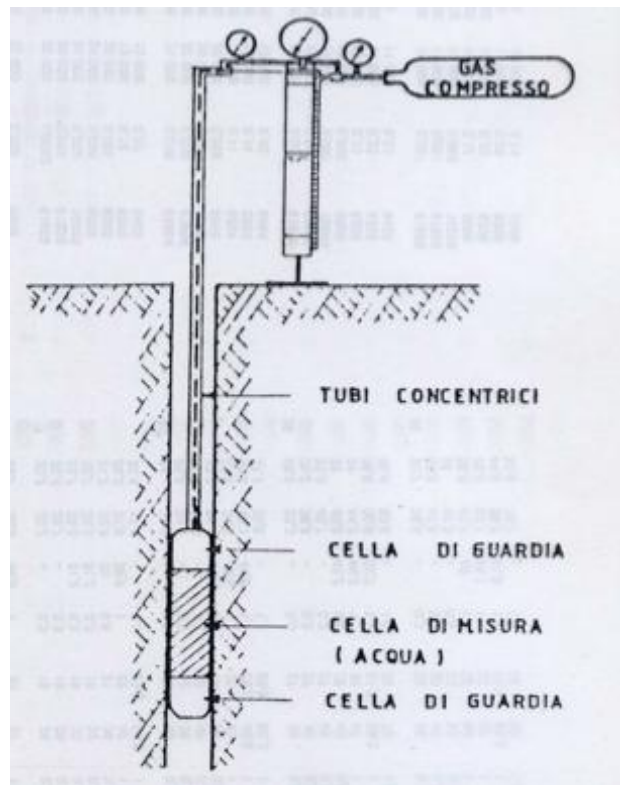 GAS
COMPRESSO
TUBI CONCENTRICI
CELLA DI GUARDIA
CELLA DI MISURA
( ACQUA )
CELLA DI GUARDIA